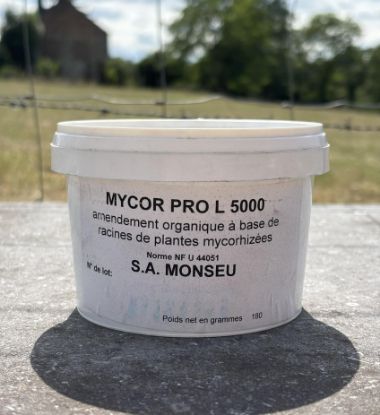 MYCOR PRO L 5000
amendement organique à base de
racines de plantes mycorhizées
Norme NF U 44051
N° de lot: S.A. MONSEU
Poids net en grammes 180